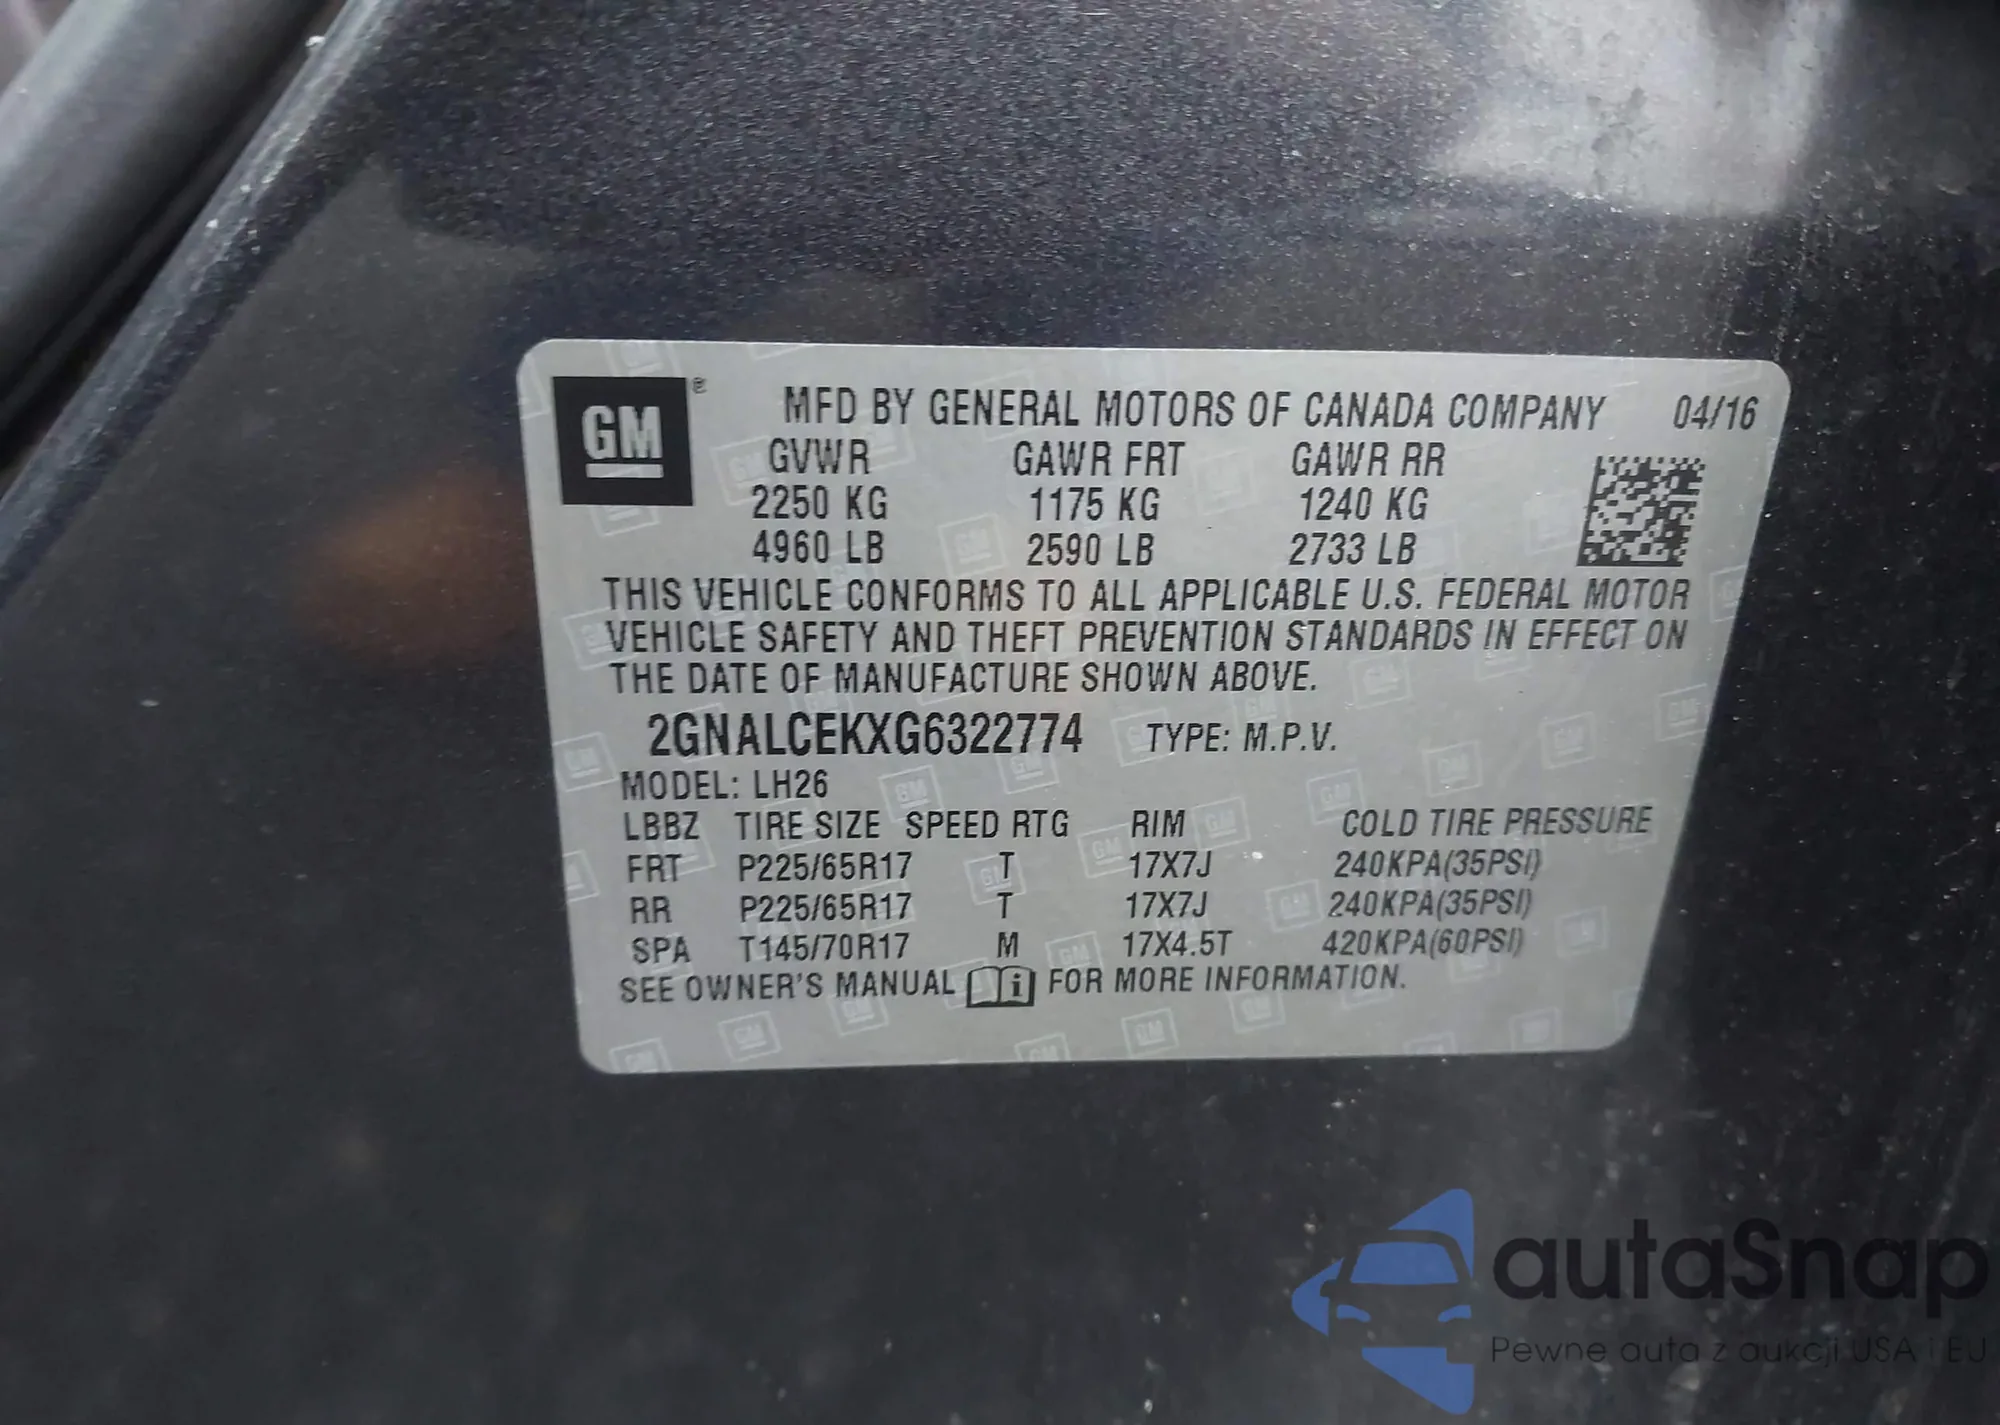 GM ®
MFD BY GENERAL MOTORS OF CANADA COMPANY 04/16
GVWR GAWR FRT GAWR RR
2250 KG 1175 KG 1240 KG
4960 LB 2590 LB 2733 LB
THIS VEHICLE CONFORMS TO ALL APPLICABLE U.S. FEDERAL MOTOR
VEHICLE SAFETY AND THEFT PREVENTION STANDARDS IN EFFECT ON
THE DATE OF MANUFACTURE SHOWN ABOVE.
2GNALCEKXG6322774 TYPE: M.P.V.
MODEL: LH26
LBBZ TIRE SIZE SPEED RTG RIM COLD TIRE PRESSURE
FRT P225/65R17 T 17X7J 240KPA(35PSI)
RR P225/65R17 T 17X7J 240KPA(35PSI)
SPA T145/70R17 M 17X4.5T 420KPA(60PSI)
SEE OWNER'S MANUAL i FOR MORE INFORMATION.
autaSnap
Pewne auta z aukcji USA i EU